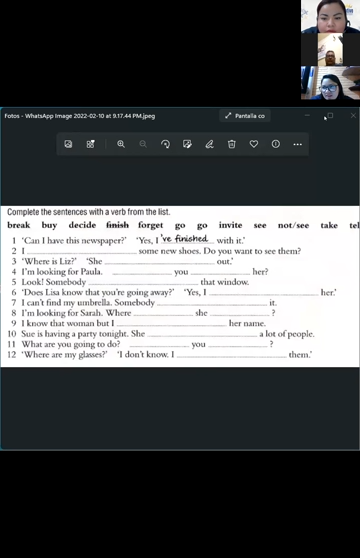 Fotos - WhatsApp Image 2022-02-10 at 9.17.44 PM.jpeg
Pantalla co
Complete the sentences with a verb from the list.
break buy decide finish forget go go invite see not/see take tel
1 'Can I have this newspaper?' 'Yes, I 've finished with it.'
2 I some new shoes. Do you want to see them?
3 'Where is Liz?' 'She out.'
4 I'm looking for Paula. you her?
5 Look! Somebody that window.
6 'Does Lisa know that you're going away?' 'Yes, I her.'
7 I can't find my umbrella. Somebody it.
8 I'm looking for Sarah. Where she ?
9 I know that woman but I her name.
10 Sue is having a party tonight. She a lot of people.
11 What are you going to do? you ?
12 'Where are my glasses?' 'I don't know. I them.'